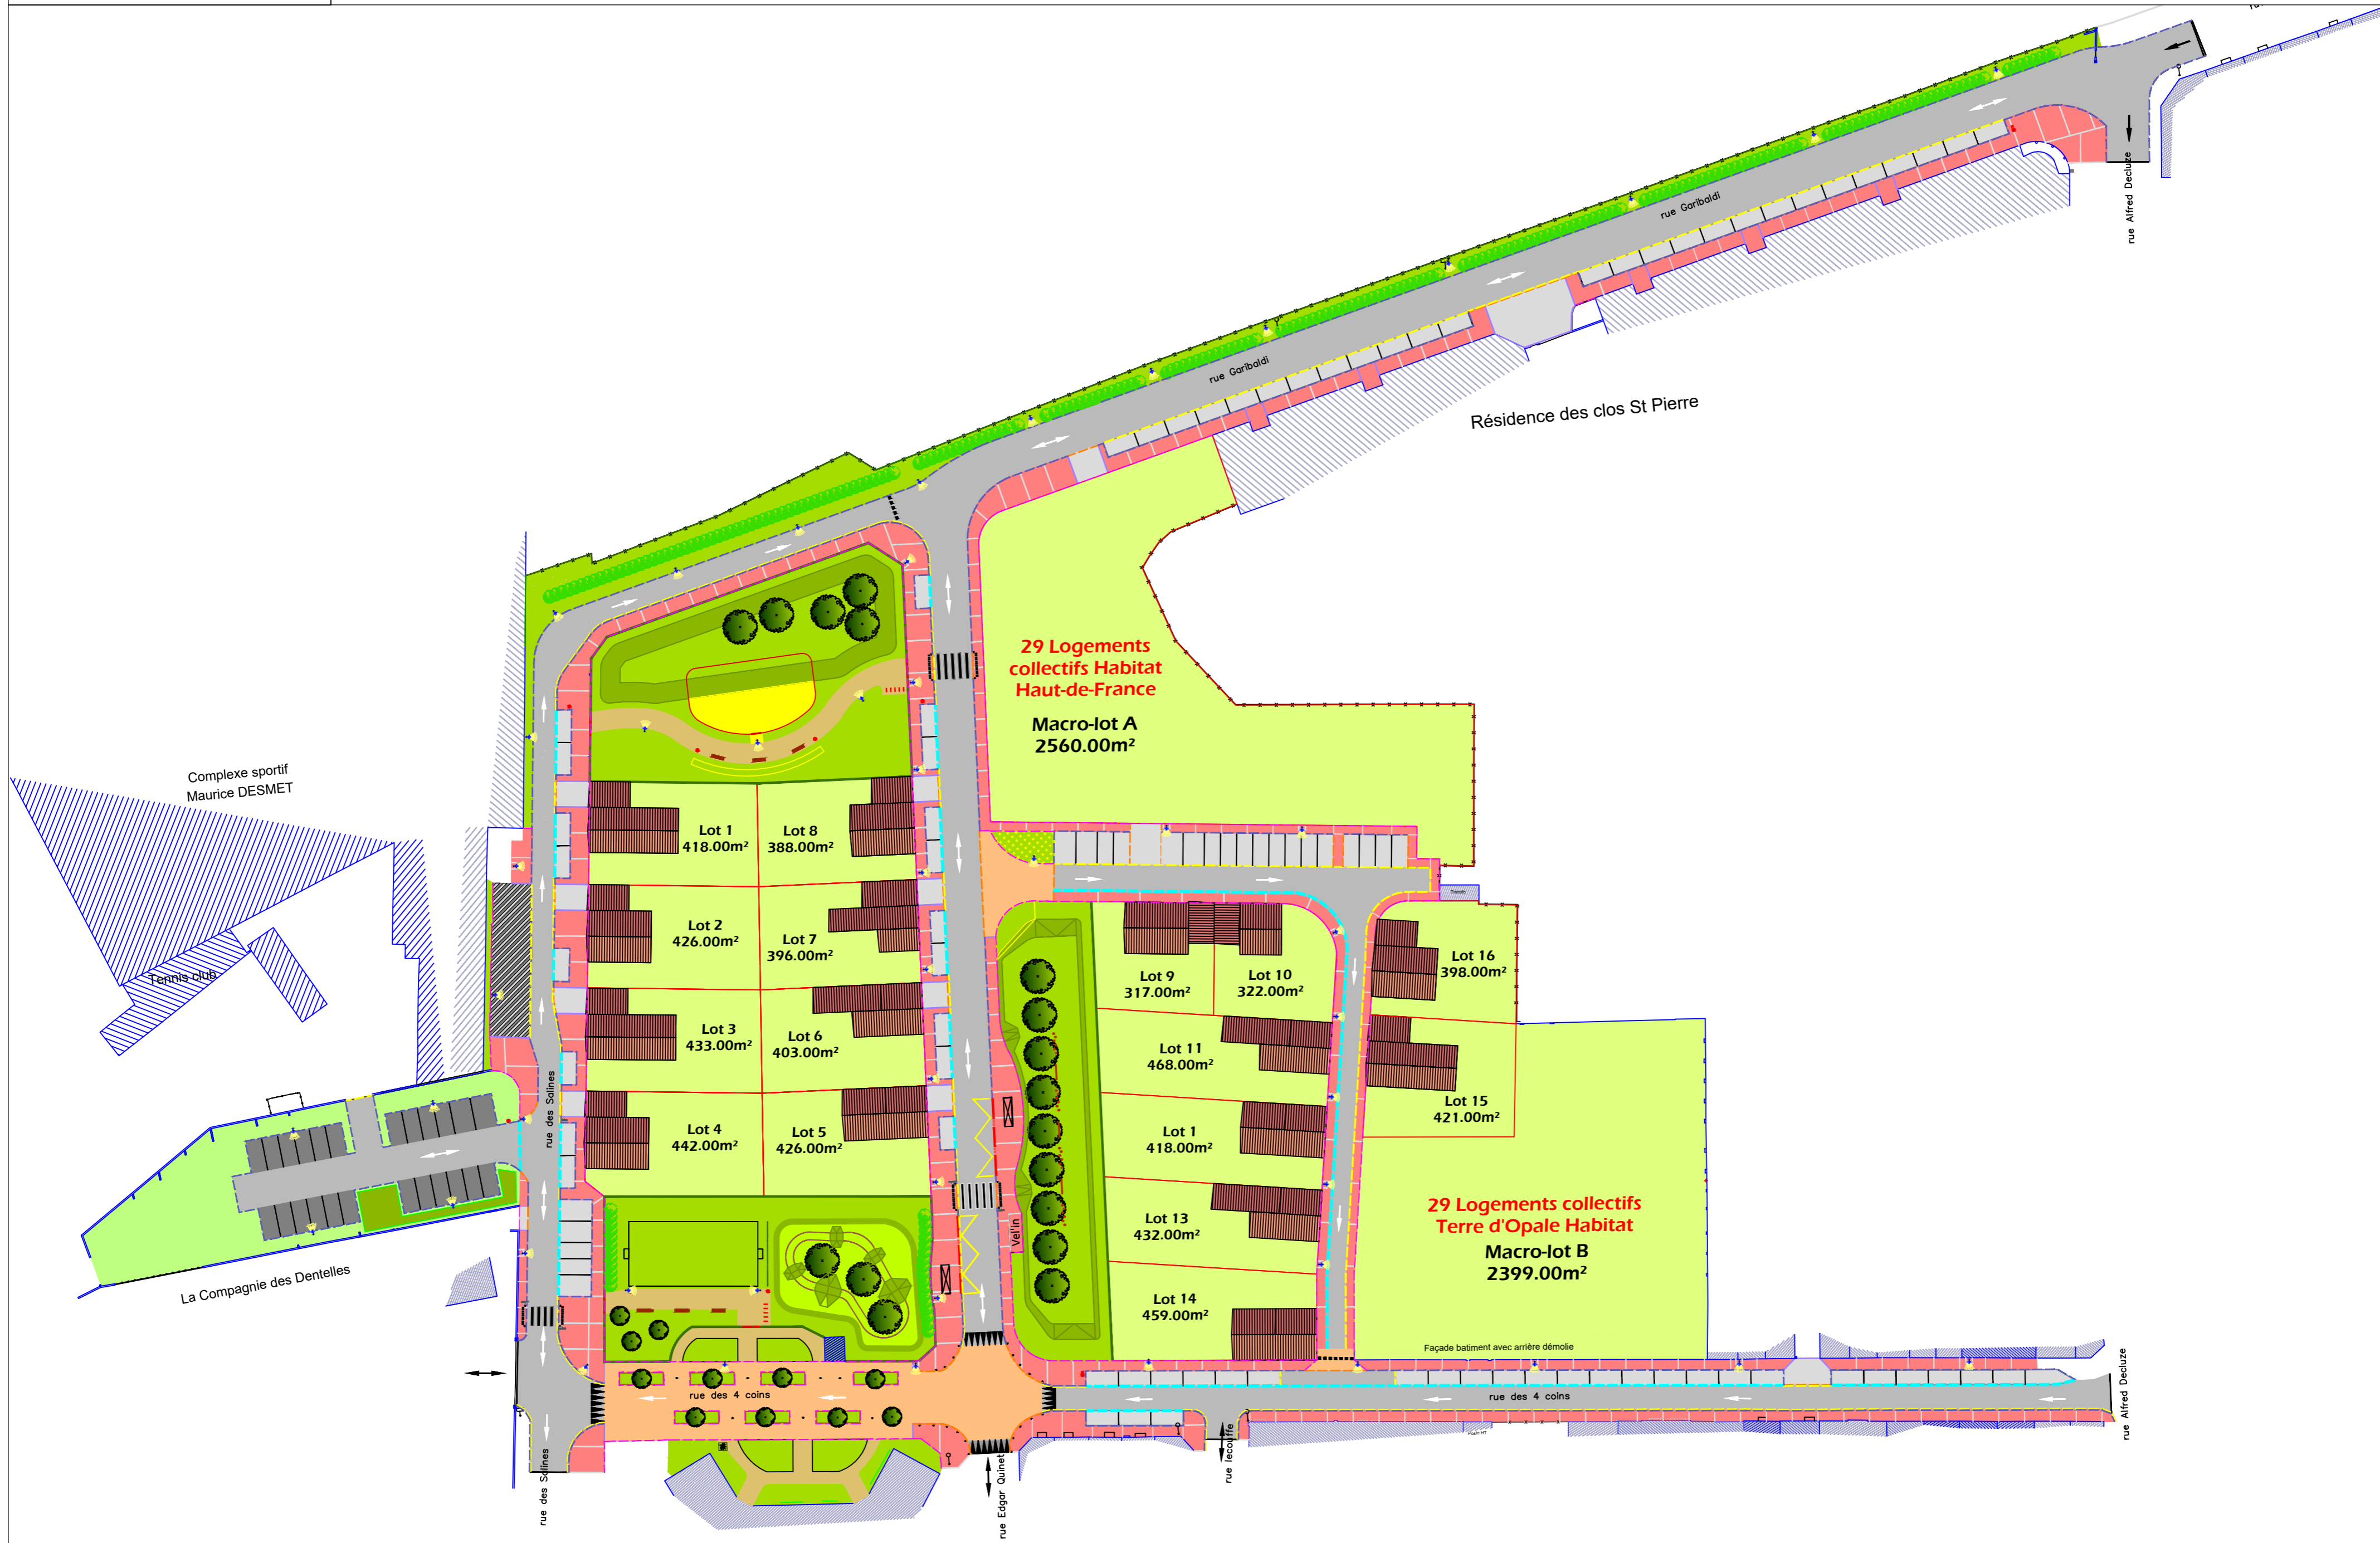 rue Alfred Decluze
rue Garibaldi
rue Garibaldi
Résidence des clos St Pierre
29 Logements
collectifs Habitat
Haut-de-France
Macro-lot A
2560.00m²
Complexe sportif
Maurice DESMET
Tennis club
Lot 1
418.00m²
Lot 8
388.00m²
Lot 2
426.00m²
Lot 7
396.00m²
Lot 3
433.00m²
Lot 6
403.00m²
Lot 4
442.00m²
Lot 5
426.00m²
rue des Salines
Transfo
Lot 9
317.00m²
Lot 10
322.00m²
Lot 16
398.00m²
Lot 11
468.00m²
Lot 15
421.00m²
Lot 1
418.00m²
Lot 13
432.00m²
Lot 14
459.00m²
Vel'in
29 Logements collectifs
Terre d'Opale Habitat
Macro-lot B
2399.00m²
La Compagnie des Dentelles
Façade batiment avec arrière démolie
rue des 4 coins
rue des 4 coins
rue Alfred Decluze
rue des Salines
rue Edgar Quinet
rue lecouffe
Poste HT